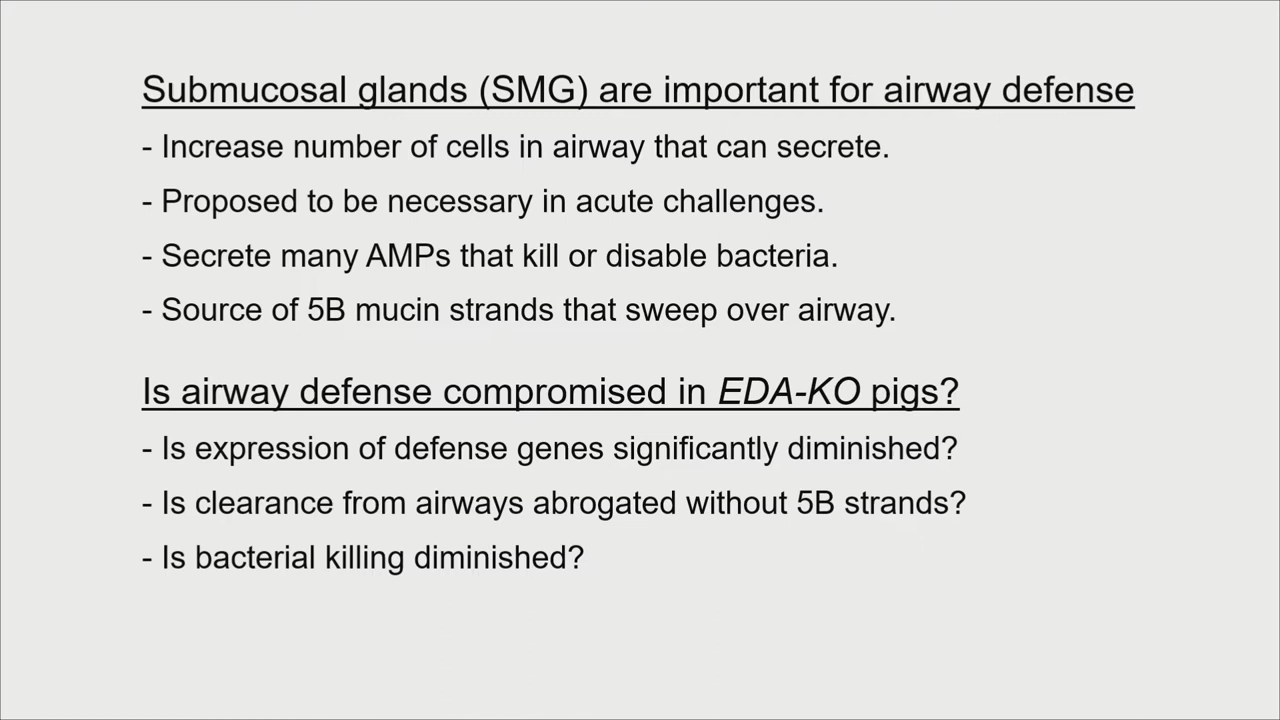 Submucosal glands (SMG) are important for airway defense
- Increase number of cells in airway that can secrete.
- Proposed to be necessary in acute challenges.
- Secrete many AMPs that kill or disable bacteria.
- Source of 5B mucin strands that sweep over airway.
Is airway defense compromised in EDA-KO pigs?
- Is expression of defense genes significantly diminished?
- Is clearance from airways abrogated without 5B strands?
- Is bacterial killing diminished?